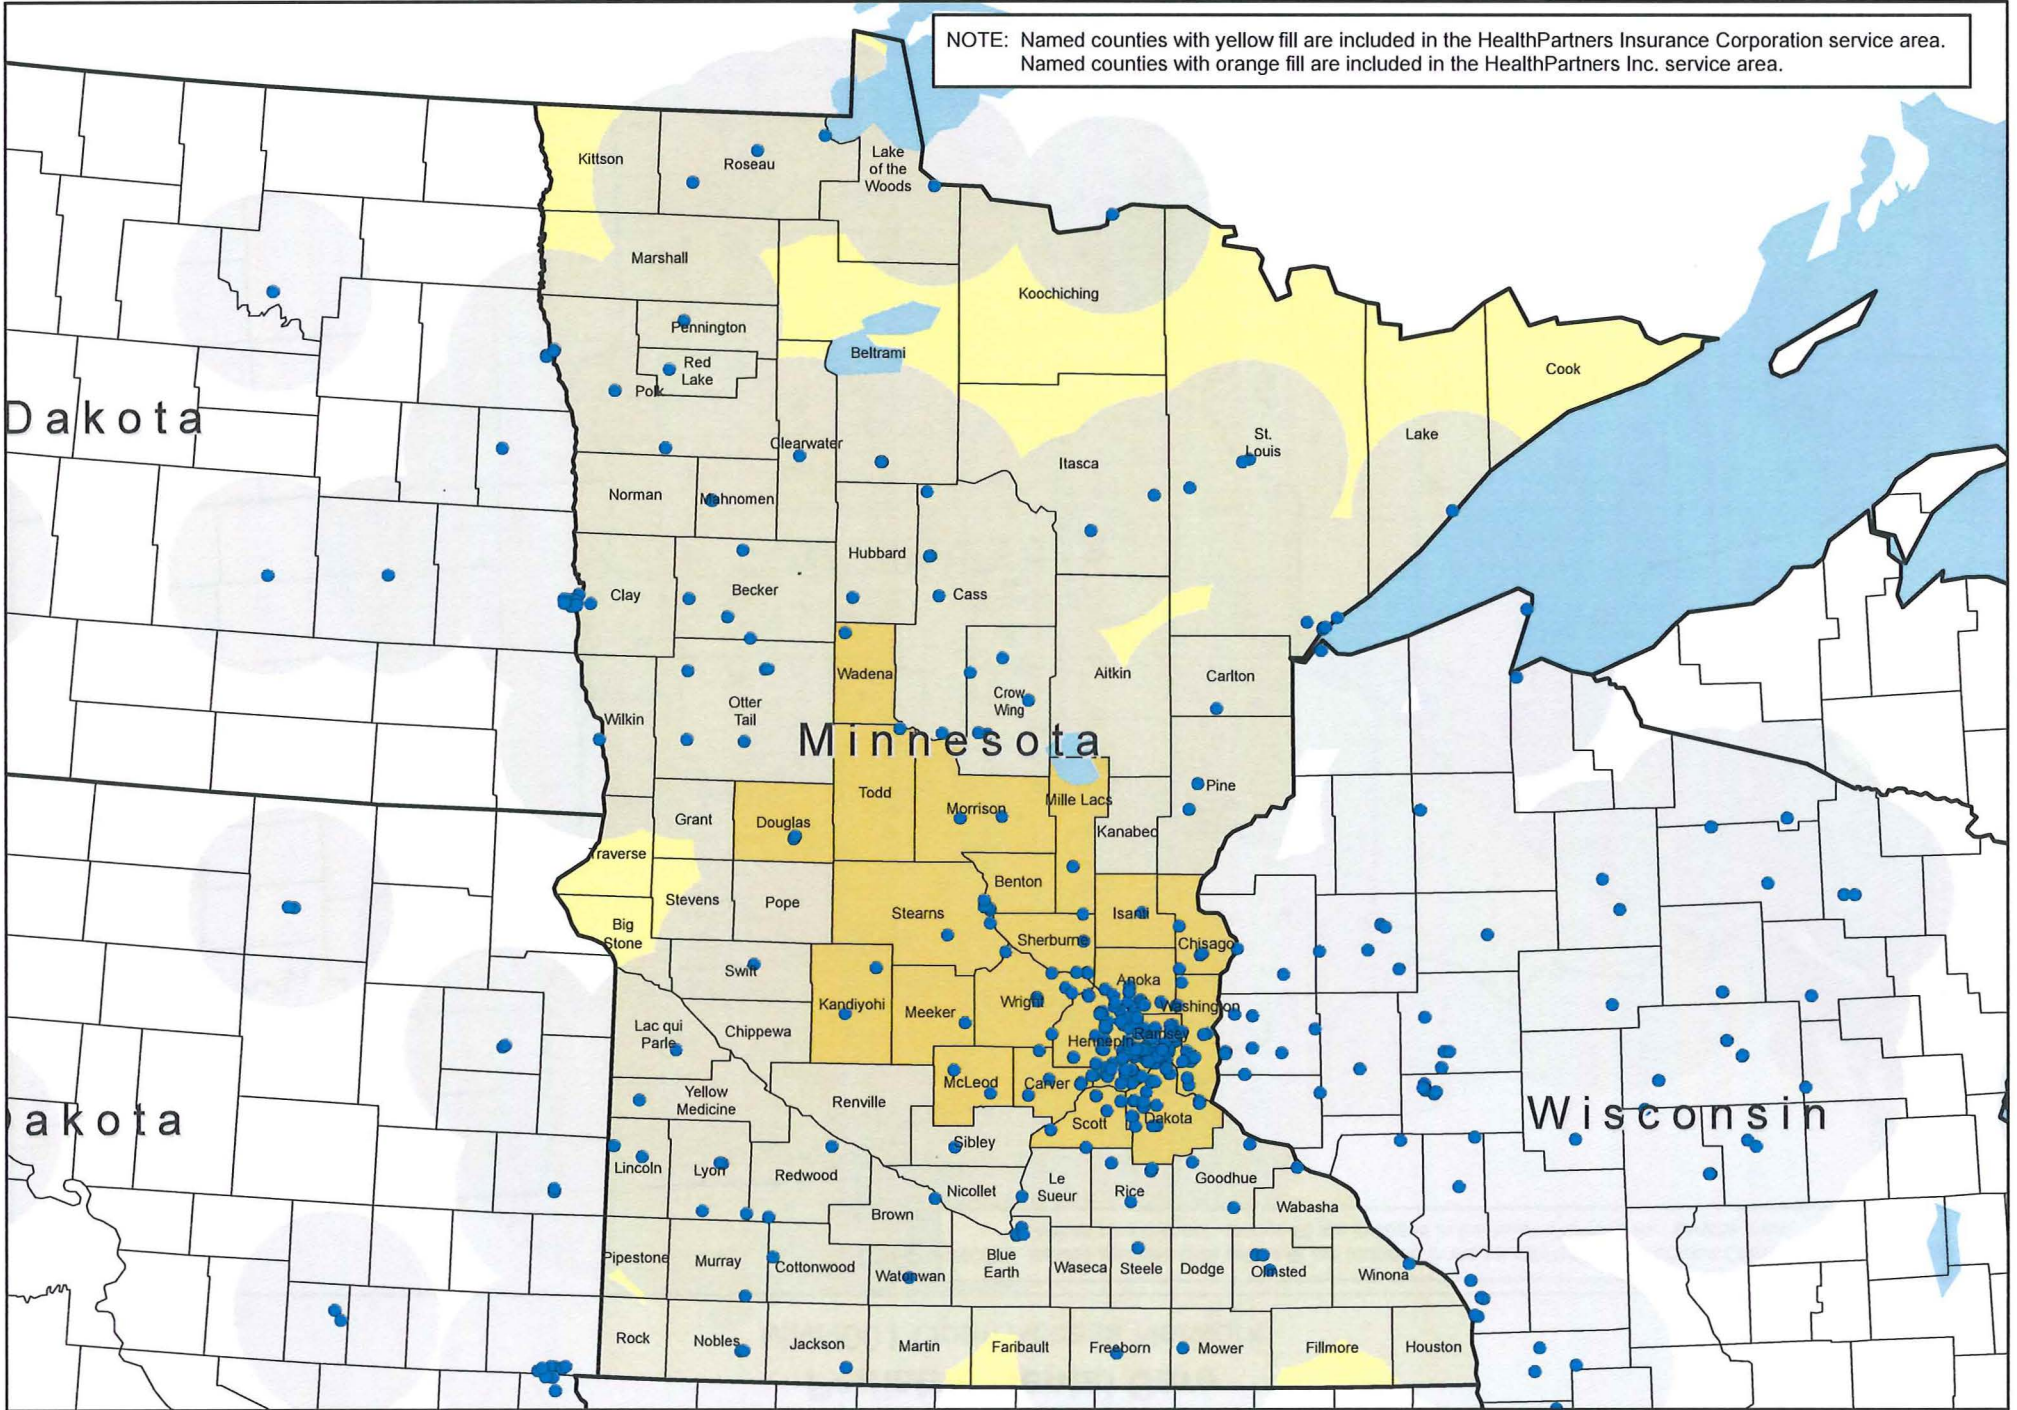 NOTE: Named counties with yellow fill are included in the HealthPartners Insurance Corporation service area.
Named counties with orange fill are included in the HealthPartners Inc. service area.
Kittson
Roseau
Lake
of the
Woods
Marshall
Koochiching
Pennington
Beltrami
Red
Lake
Polk
Cook
Dakota
Clearwater
St.
Louis
Lake
Itasca
Norman
Mahnomen
Hubbard
Clay
Becker
Cass
Wadena
Aitkin
Carlton
Crow
Wing
Otter
Tail
Wilkin
Minnesota
Pine
Todd
Mille Lacs
Morrison
Grant
Douglas
Kanabec
Traverse
Benton
Stevens
Pope
Stearns
Isanti
Big
Stone
Sherburne
Chisago
Swift
Anoka
Kandiyohi
Meeker
Wright
Washington
Lac qui
Parle
Chippewa
Hennepin
Ramsey
McLeod
Carver
Yellow
Medicine
Renville
Dakota
Wisconsin
Scott
Dakota
Sibley
Lincoln
Lyon
Redwood
Le
Sueur
Rice
Goodhue
Nicollet
Brown
Wabasha
Pipestone
Murray
Cottonwood
Watonwan
Blue
Earth
Waseca
Steele
Dodge
Olmsted
Winona
Rock
Nobles
Jackson
Martin
Faribault
Freeborn
Mower
Fillmore
Houston